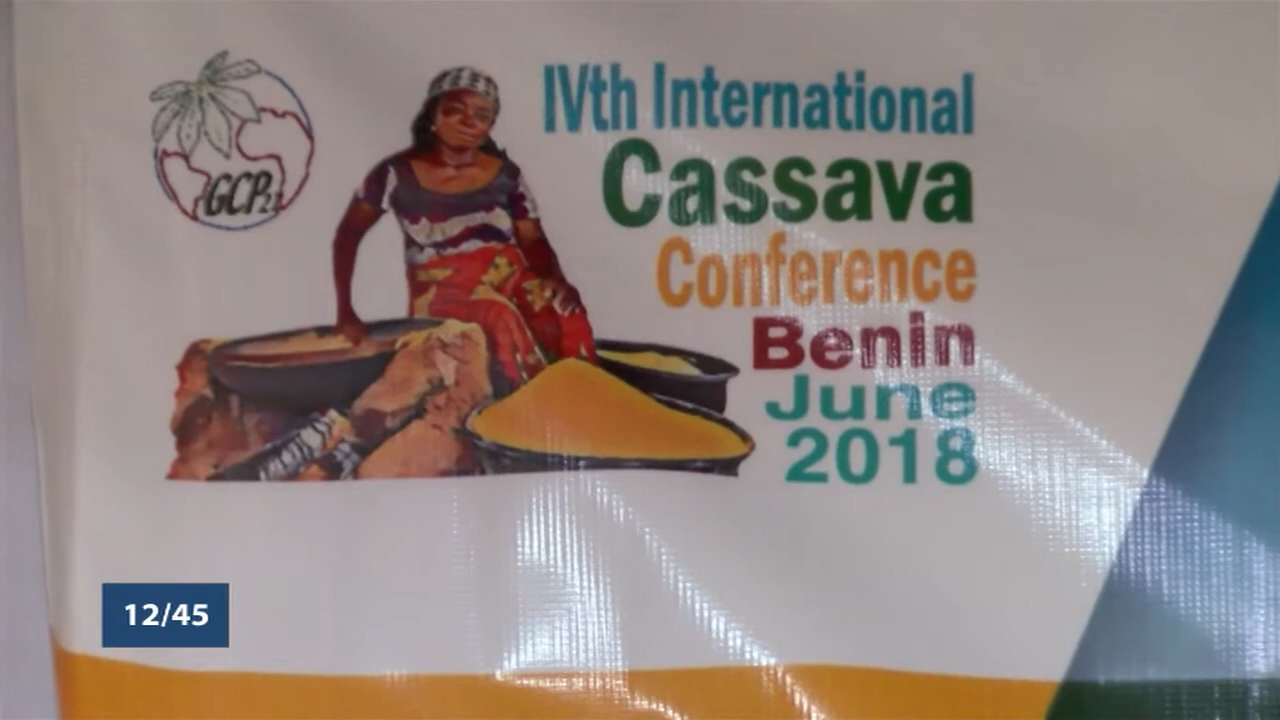 GCP21
IVth International
Cassava
Conference
Benin
June
2018
12/45